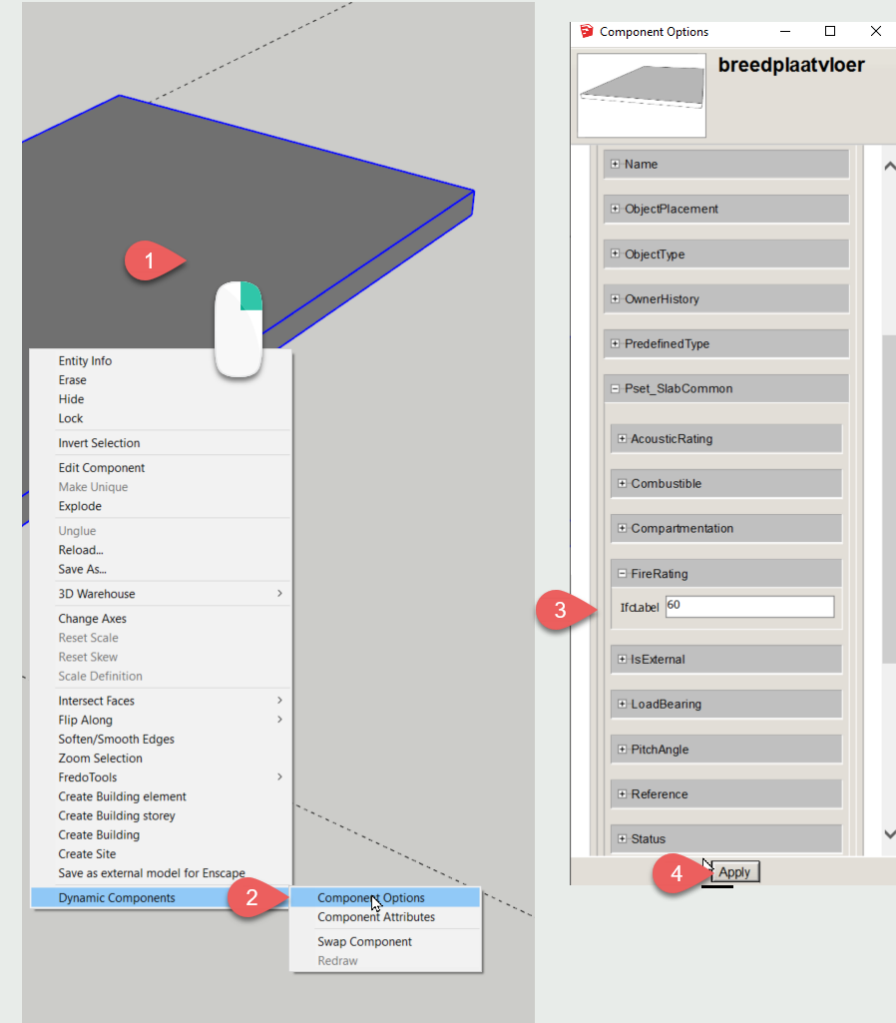 1
Entity Info
Erase
Hide
Lock
Invert Selection
Edit Component
Make Unique
Explode
Unglue
Reload...
Save As...
3D Warehouse
Change Axes
Reset Scale
Reset Skew
Scale Definition
Intersect Faces
Flip Along
Soften/Smooth Edges
Zoom Selection
FredoTools
Create Building element
Create Building storey
Create Building
Create Site
Save as external model for Enscape
Dynamic Components
2
Component Options
Component Attributes
Swap Component
Redraw
Component Options
breedplaatvloer
Name
ObjectPlacement
ObjectType
OwnerHistory
PredefinedType
Pset_SlabCommon
AcousticRating
Combustible
Compartmentation
FireRating
3
IfcLabel 60
IsExternal
LoadBearing
PitchAngle
Reference
Status
4
Apply